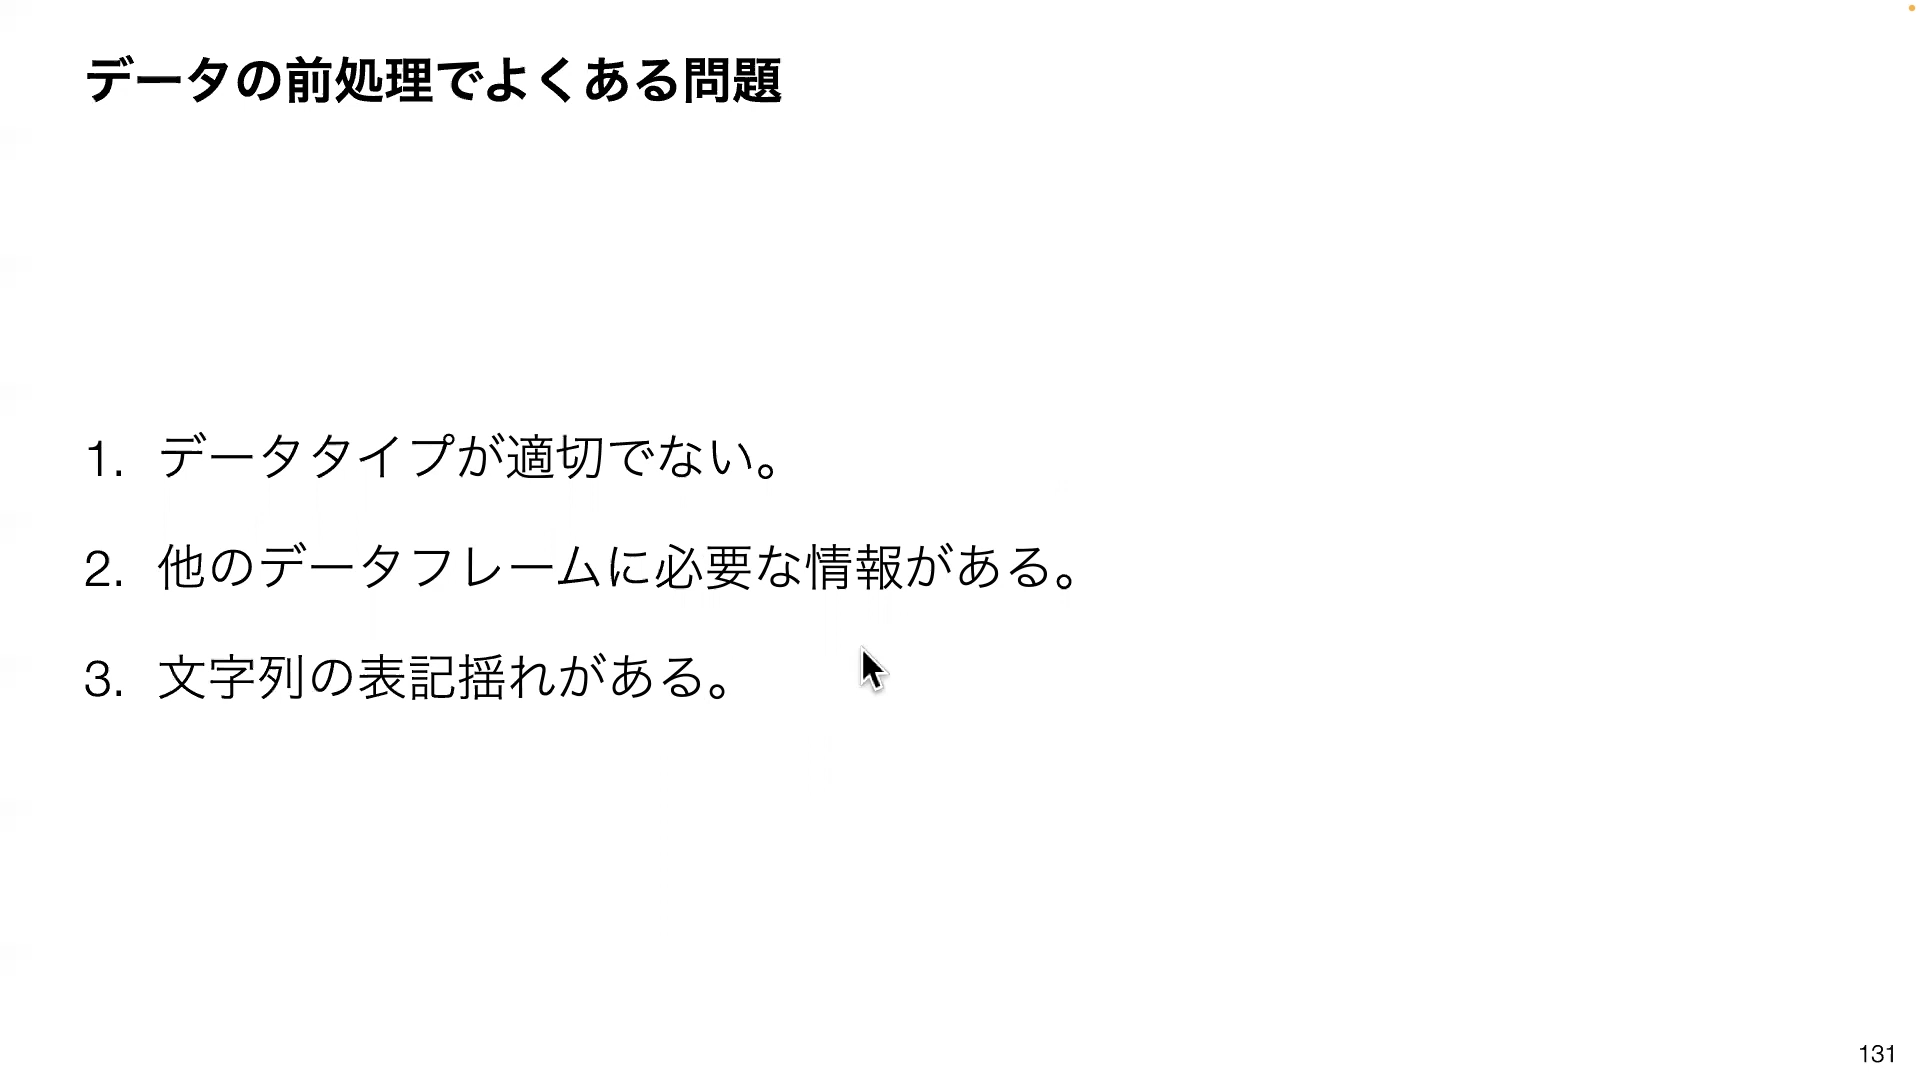 データの前処理でよくある問題
1. データタイプが適切でない。
2. 他のデータフレームに必要な情報がある。
3. 文字列の表記揺れがある。
131